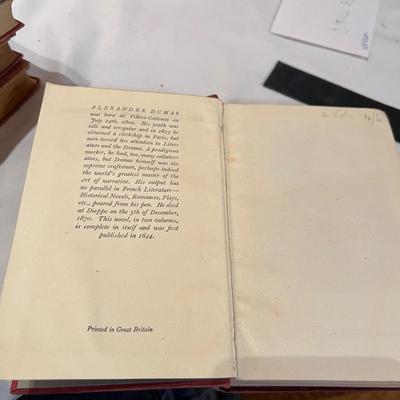 ALEXANDRE DUMAS
was born at Villers-Cotterets on
July 24th, 1802. His youth was
idle and irregular and in 1823 he
obtained a clerkship in Paris, but
soon turned his attention to Liter-
ature and the Drama. A prodigious
worker, he had, too, many collabor-
ators, but Dumas himself was the
supreme craftsman, perhaps indeed
the world's greatest master of the
art of narrative. His output has
no parallel in French Literature—
Historical Novels, Romances, Plays,
etc., poured from his pen. He died
at Dieppe on the 5th of December,
1870. This novel, in two volumes,
is complete in itself and was first
published in 1844.
Printed in Great Britain
2 Vols 4/6